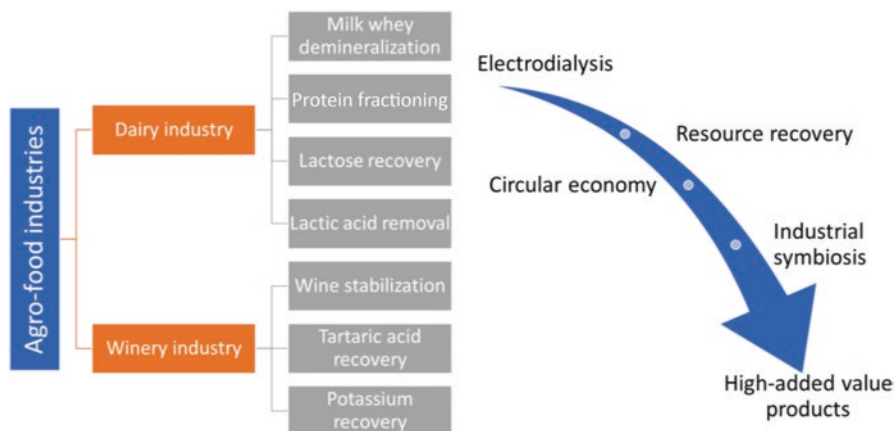 Agro-food industries
Dairy industry
Milk whey
demineralization
Protein fractioning
Lactose recovery
Lactic acid removal
Winery industry
Wine stabilization
Tartaric acid
recovery
Potassium
recovery
Electrodialysis
Resource recovery
Circular economy
Industrial
symbiosis
High-added value
products